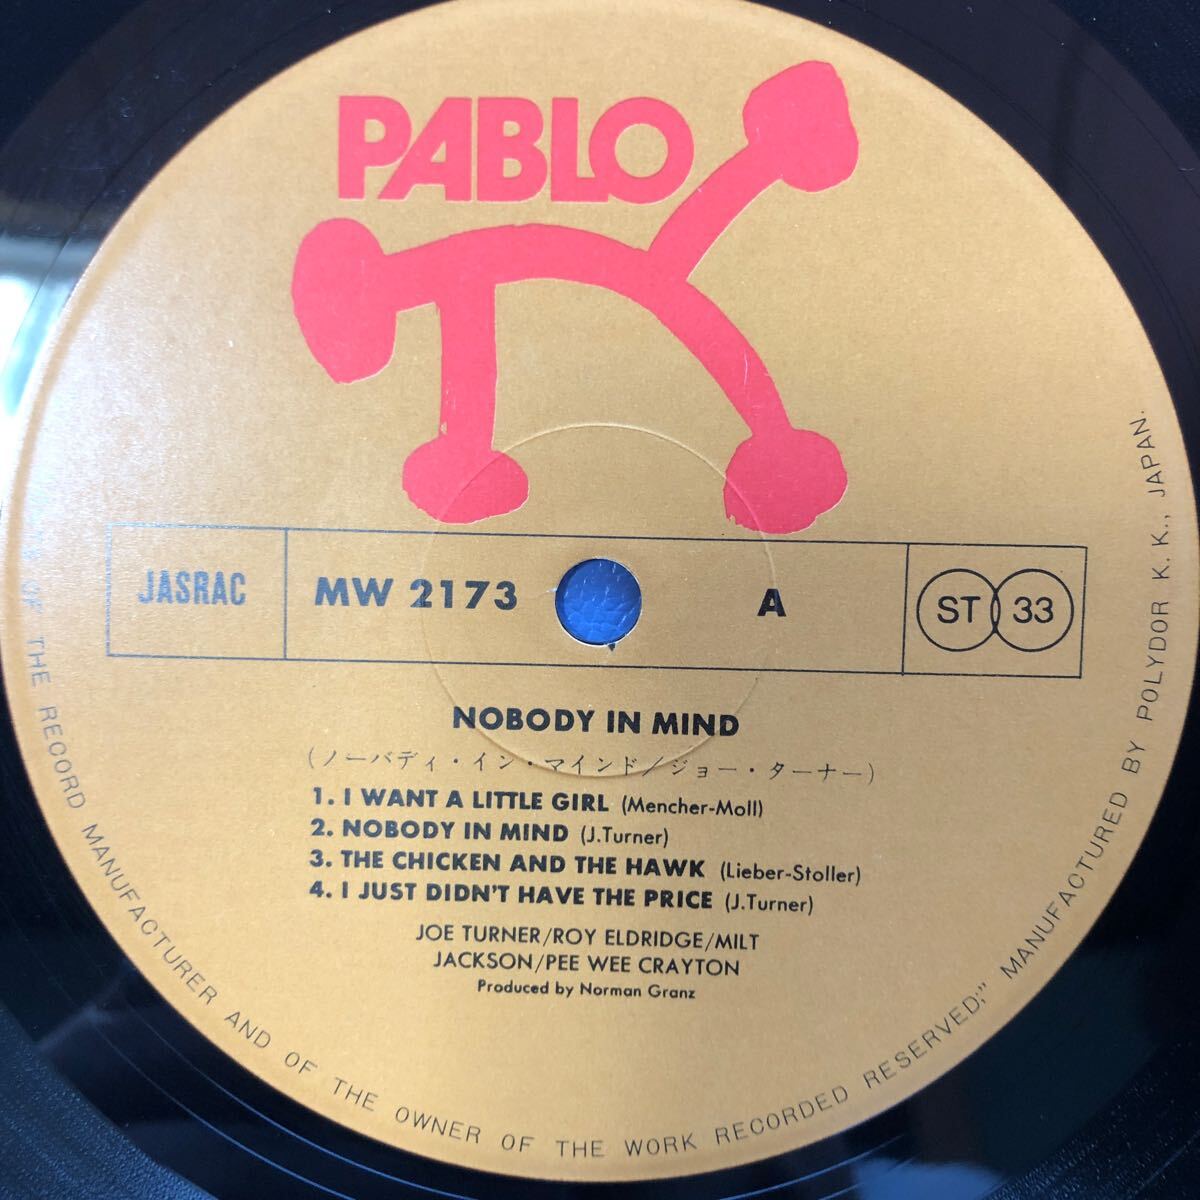 PABLO
JASRAC
MW 2173
A
ST 33
NOBODY IN MIND
(ノーバディ・イン・マインド/ジョー・ターナー)
1. I WANT A LITTLE GIRL (Mencher-Moll)
2. NOBODY IN MIND (J.Turner)
3. THE CHICKEN AND THE HAWK (Lieber-Stoller)
4. I JUST DIDN'T HAVE THE PRICE (J.Turner)
JOE TURNER/ROY ELDRIDGE/MILT
JACKSON/PEE WEE CRAYTON
Produced by Norman Granz
OF THE RECORD MANUFACTURER AND OF THE OWNER OF THE WORK RECORDED RESERVED;" MANUFACTURED BY POLYDOR K. K., JAPAN.